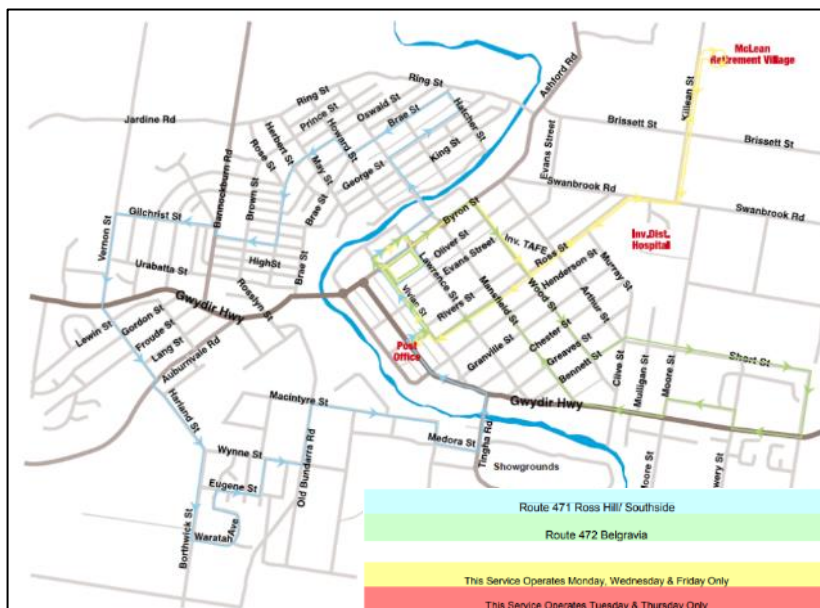 McLean
Retirement Village
Ring St
Ashford Rd
Killean St
Ring St
Oswald St
Prince St
Brae St
Hatcher St
Jardine Rd
Herbert St
Howard St
Rose St
May St
King St
George St
Evans Street
Brissett St
Brissett St
Bannockburn Rd
Brown St
Brae St
Swanbrook Rd
Swanbrook Rd
Gilchrist St
Byron St
Inv. TAFE
Inv.Dist.
Hospital
Vernon St
Oliver St
Evans Street
Ross St
Henderson St
Murray St
Urabatta St
HighSt
Brae St
Lawrence St
Mansfield St
Wood St
Arthur St
Rosslyn St
Vivian St
Rivers St
Gwydir Hwy
Lewin St
Gordon St
Froude St
Lang St
Auburnvale Rd
Post
Office
Granville St
Chester St
Greaves St
Bennett St
Clive St
Mulligan St
Moore St
Short St
Harland St
Macintyre St
Gwydir Hwy
Wynne St
Old Bundarra Rd
Medora St
Tingha Rd
Showgrounds
Moore St
wery St
Eugene St
Borthwick St
Waratah Ave
Route 471 Ross Hill/ Southside
Route 472 Belgravia
This Service Operates Monday, Wednesday & Friday Only
This Service Operates Tuesday & Thursday Only